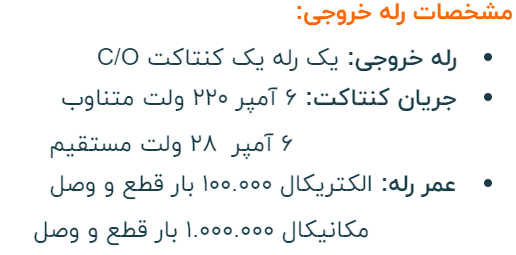 مشخصات رله خروجی:
• رله خروجی: یک رله یک کنتاکت C/O
• جریان کنتاکت: ۶ آمپر ۲۲۰ ولت متناوب
۶ آمپر ۲۸ ولت مستقیم
• عمر رله: الکتریکال ۱۰۰.۰۰۰ بار قطع و وصل
مکانیکال ۱.۰۰۰.۰۰۰ بار قطع و وصل